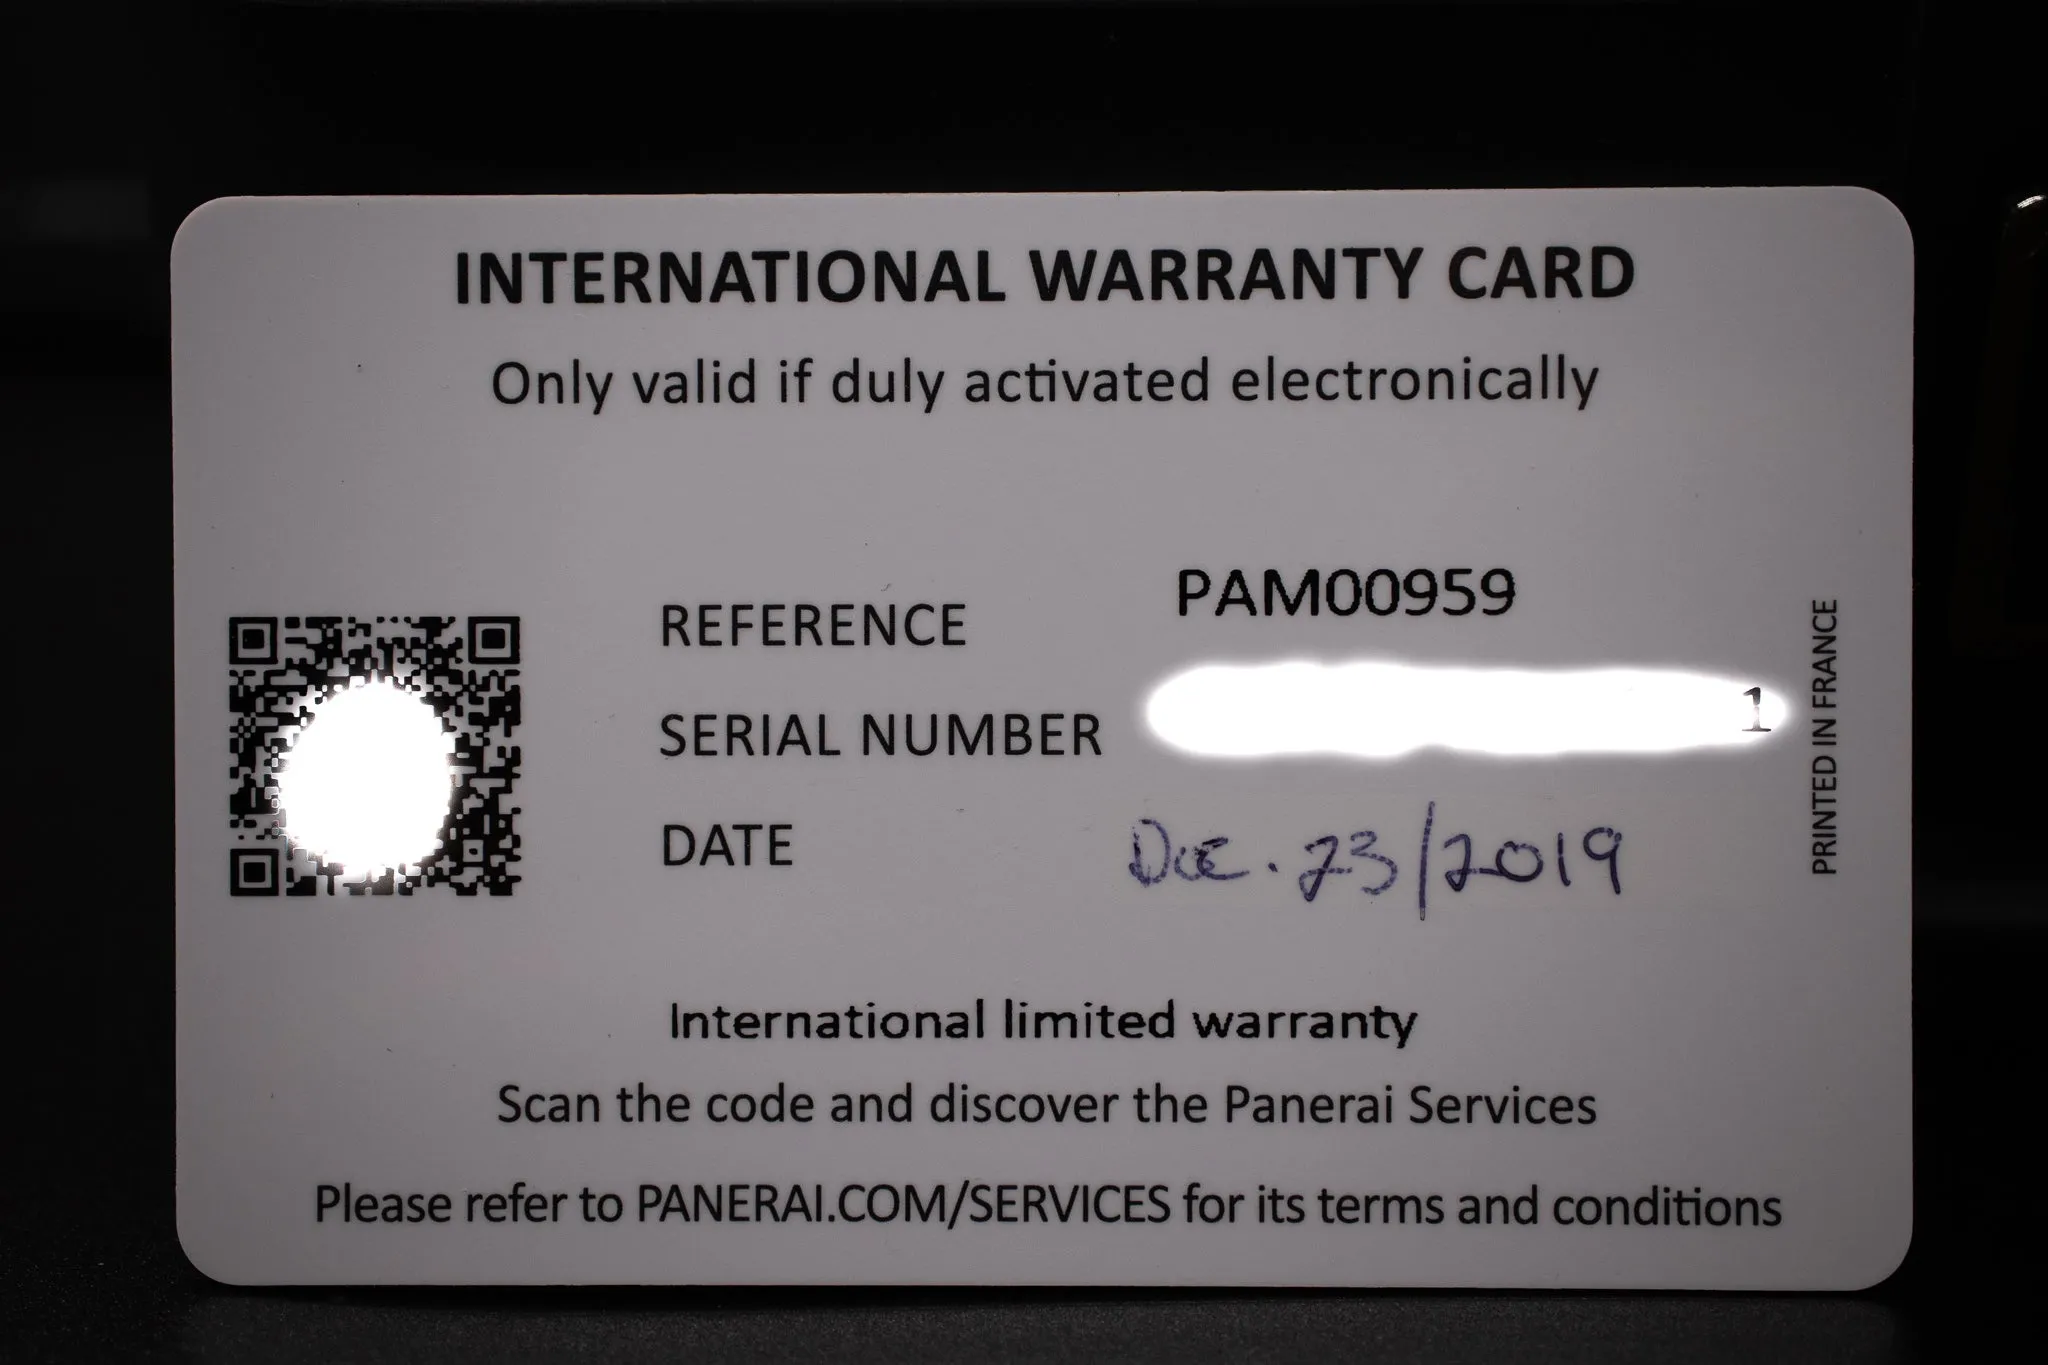 INTERNATIONAL WARRANTY CARD
Only valid if duly activated electronically
REFERENCE PAM00959
SERIAL NUMBER 1
DATE Dec. 23/2019
PRINTED IN FRANCE
International limited warranty
Scan the code and discover the Panerai Services
Please refer to PANERAI.COM/SERVICES for its terms and conditions